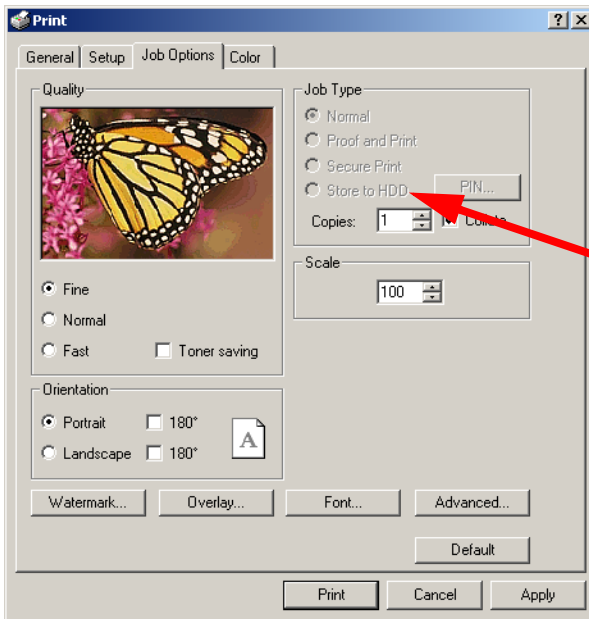 Print
General Setup Job Options Color
Quality
Fine
Normal
Fast Toner saving
Orientation
Portrait 180°
Landscape 180°
A
Job Type
Normal
Proof and Print
Secure Print
Store to HDD PIN...
Copies: 1 Collate
Scale
100
Watermark... Overlay... Font... Advanced...
Default
Print Cancel Apply